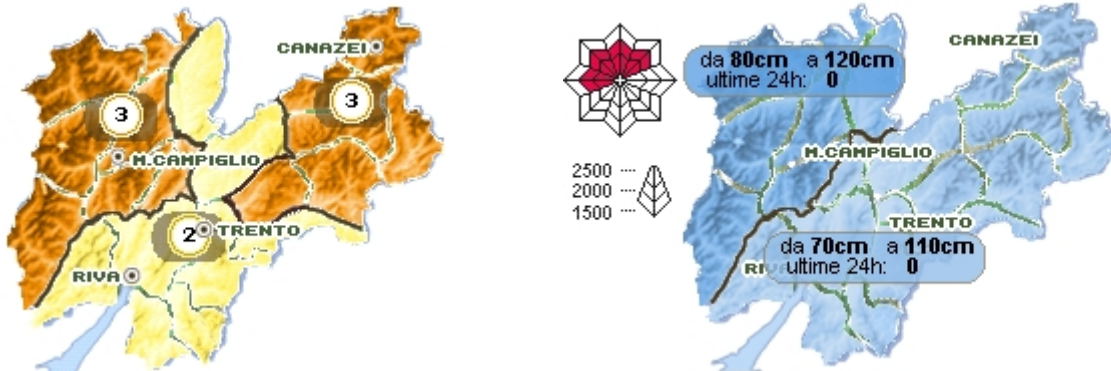 CANAZEI
3
3
M.CAMPIGLIO
2
TRENTO
RIVA
CANAZEI
da 80cm a 120cm
ultime 24h: 0
M.CAMPIGLIO
2500
2000
1500
TRENTO
da 70cm a 110cm
RIVA
ultime 24h: 0